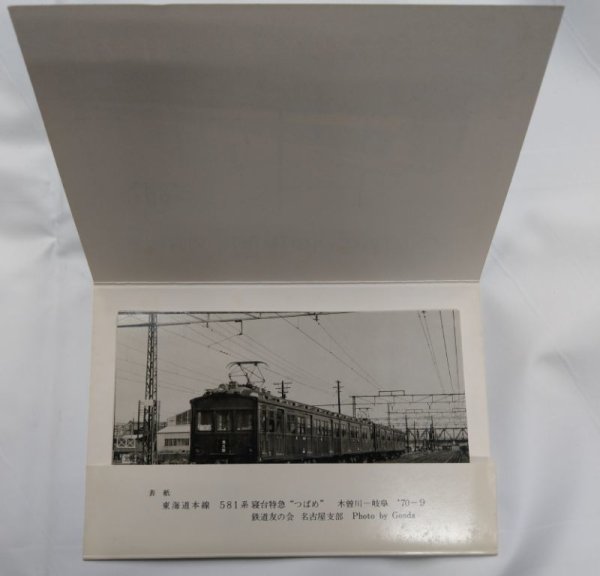 表紙
東海道本線 581系寝台特急“つばめ” 木曽川－岐阜 '70－9
鉄道友の会 名古屋支部 Photo by Gonda